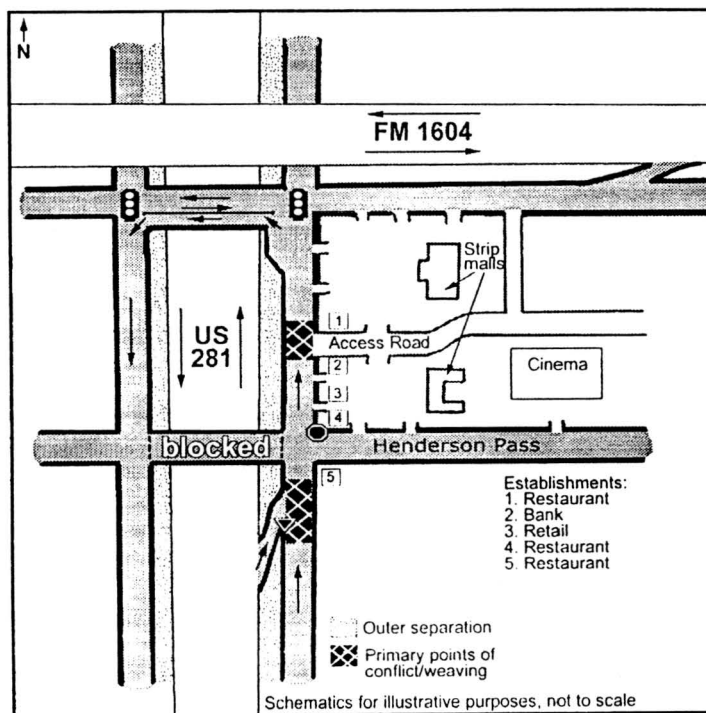 N
FM 1604
Strip
malls
1
Access Road
US
281
2
Cinema
3
4
blocked
Henderson Pass
5
Establishments:
1. Restaurant
2. Bank
3. Retail
4. Restaurant
5. Restaurant
Outer separation
Primary points of
conflict/weaving
Schematics for illustrative purposes, not to scale